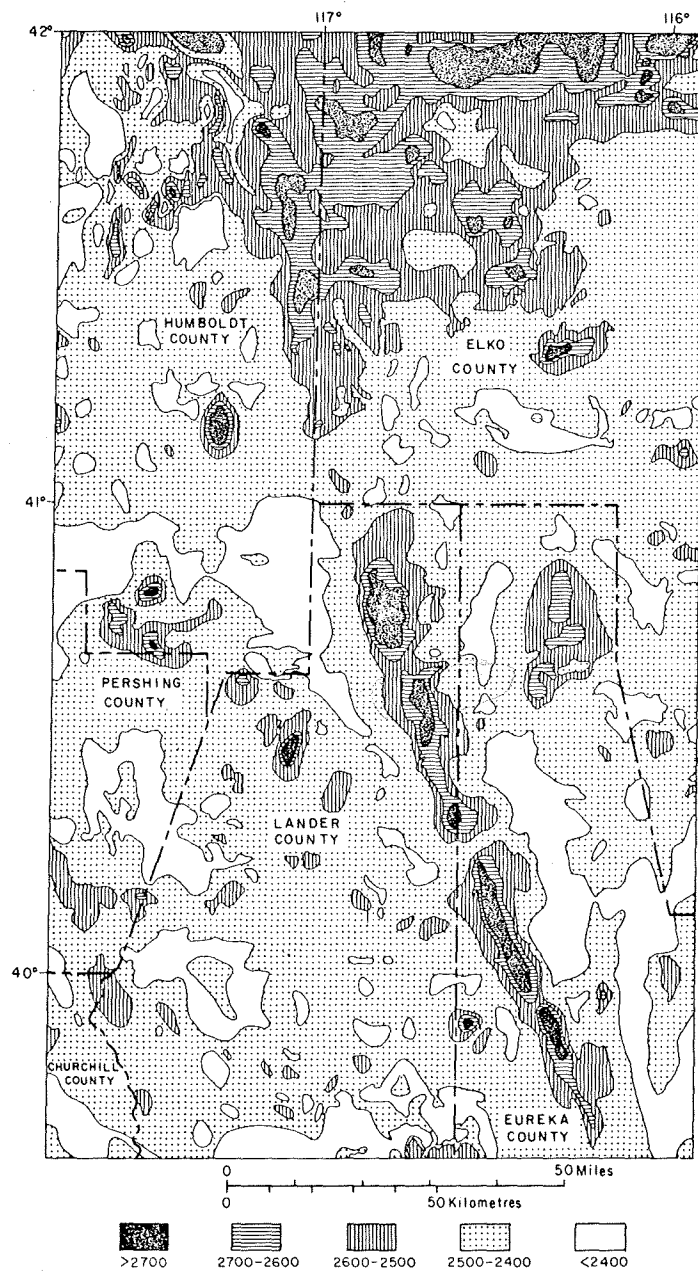 117° 116°
42°
HUMBOLDT
COUNTY
ELKO
COUNTY
41°
PERSHING
COUNTY
LANDER
COUNTY
40°
CHURCHILL
COUNTY
EUREKA
COUNTY
0 50 Miles
0 50 Kilometres
>2700 2700-2600 2600-2500 2500-2400 <2400